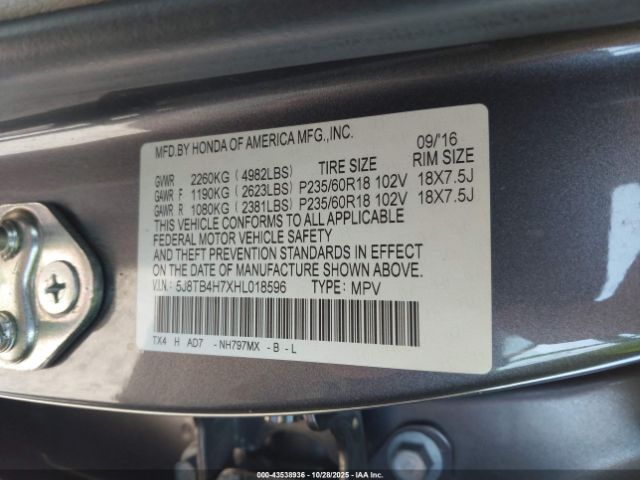 MFD.BY HONDA OF AMERICA MFG.,INC. 09/'16
GVWR 2260KG (4982LBS) TIRE SIZE RIM SIZE
GAWR F 1190KG (2623LBS) P235/60R18 102V 18X7.5J
GAWR R 1080KG (2381LBS) P235/60R18 102V 18X7.5J
THIS VEHICLE CONFORMS TO ALL APPLICABLE
FEDERAL MOTOR VEHICLE SAFETY
AND THEFT PREVENTION STANDARDS IN EFFECT
ON THE DATE OF MANUFACTURE SHOWN ABOVE.
V.I.N.: 5J8TB4H7XHL018596 TYPE: MPV
TX4 H AD7 -NH797MX -B -L
000-43538936 | 10/28/2025 | IAA Inc.